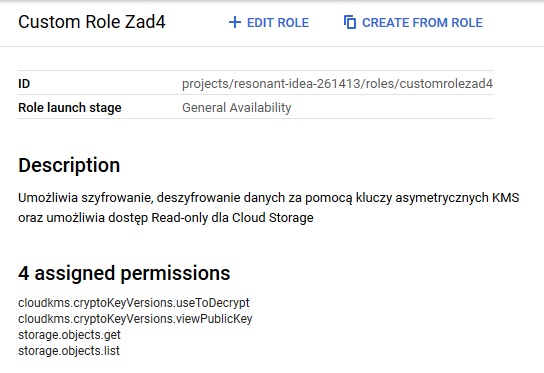 Custom Role Zad4
EDIT ROLE
CREATE FROM ROLE
ID projects/resonant-idea-261413/roles/customrolezad4
Role launch stage General Availability
Description
Umożliwia szyfrowanie, deszyfrowanie danych za pomocą kluczy asymetrycznych KMS
oraz umożliwia dostęp Read-only dla Cloud Storage
4 assigned permissions
cloudkms.cryptoKeyVersions.useToDecrypt
cloudkms.cryptoKeyVersions.viewPublicKey
storage.objects.get
storage.objects.list